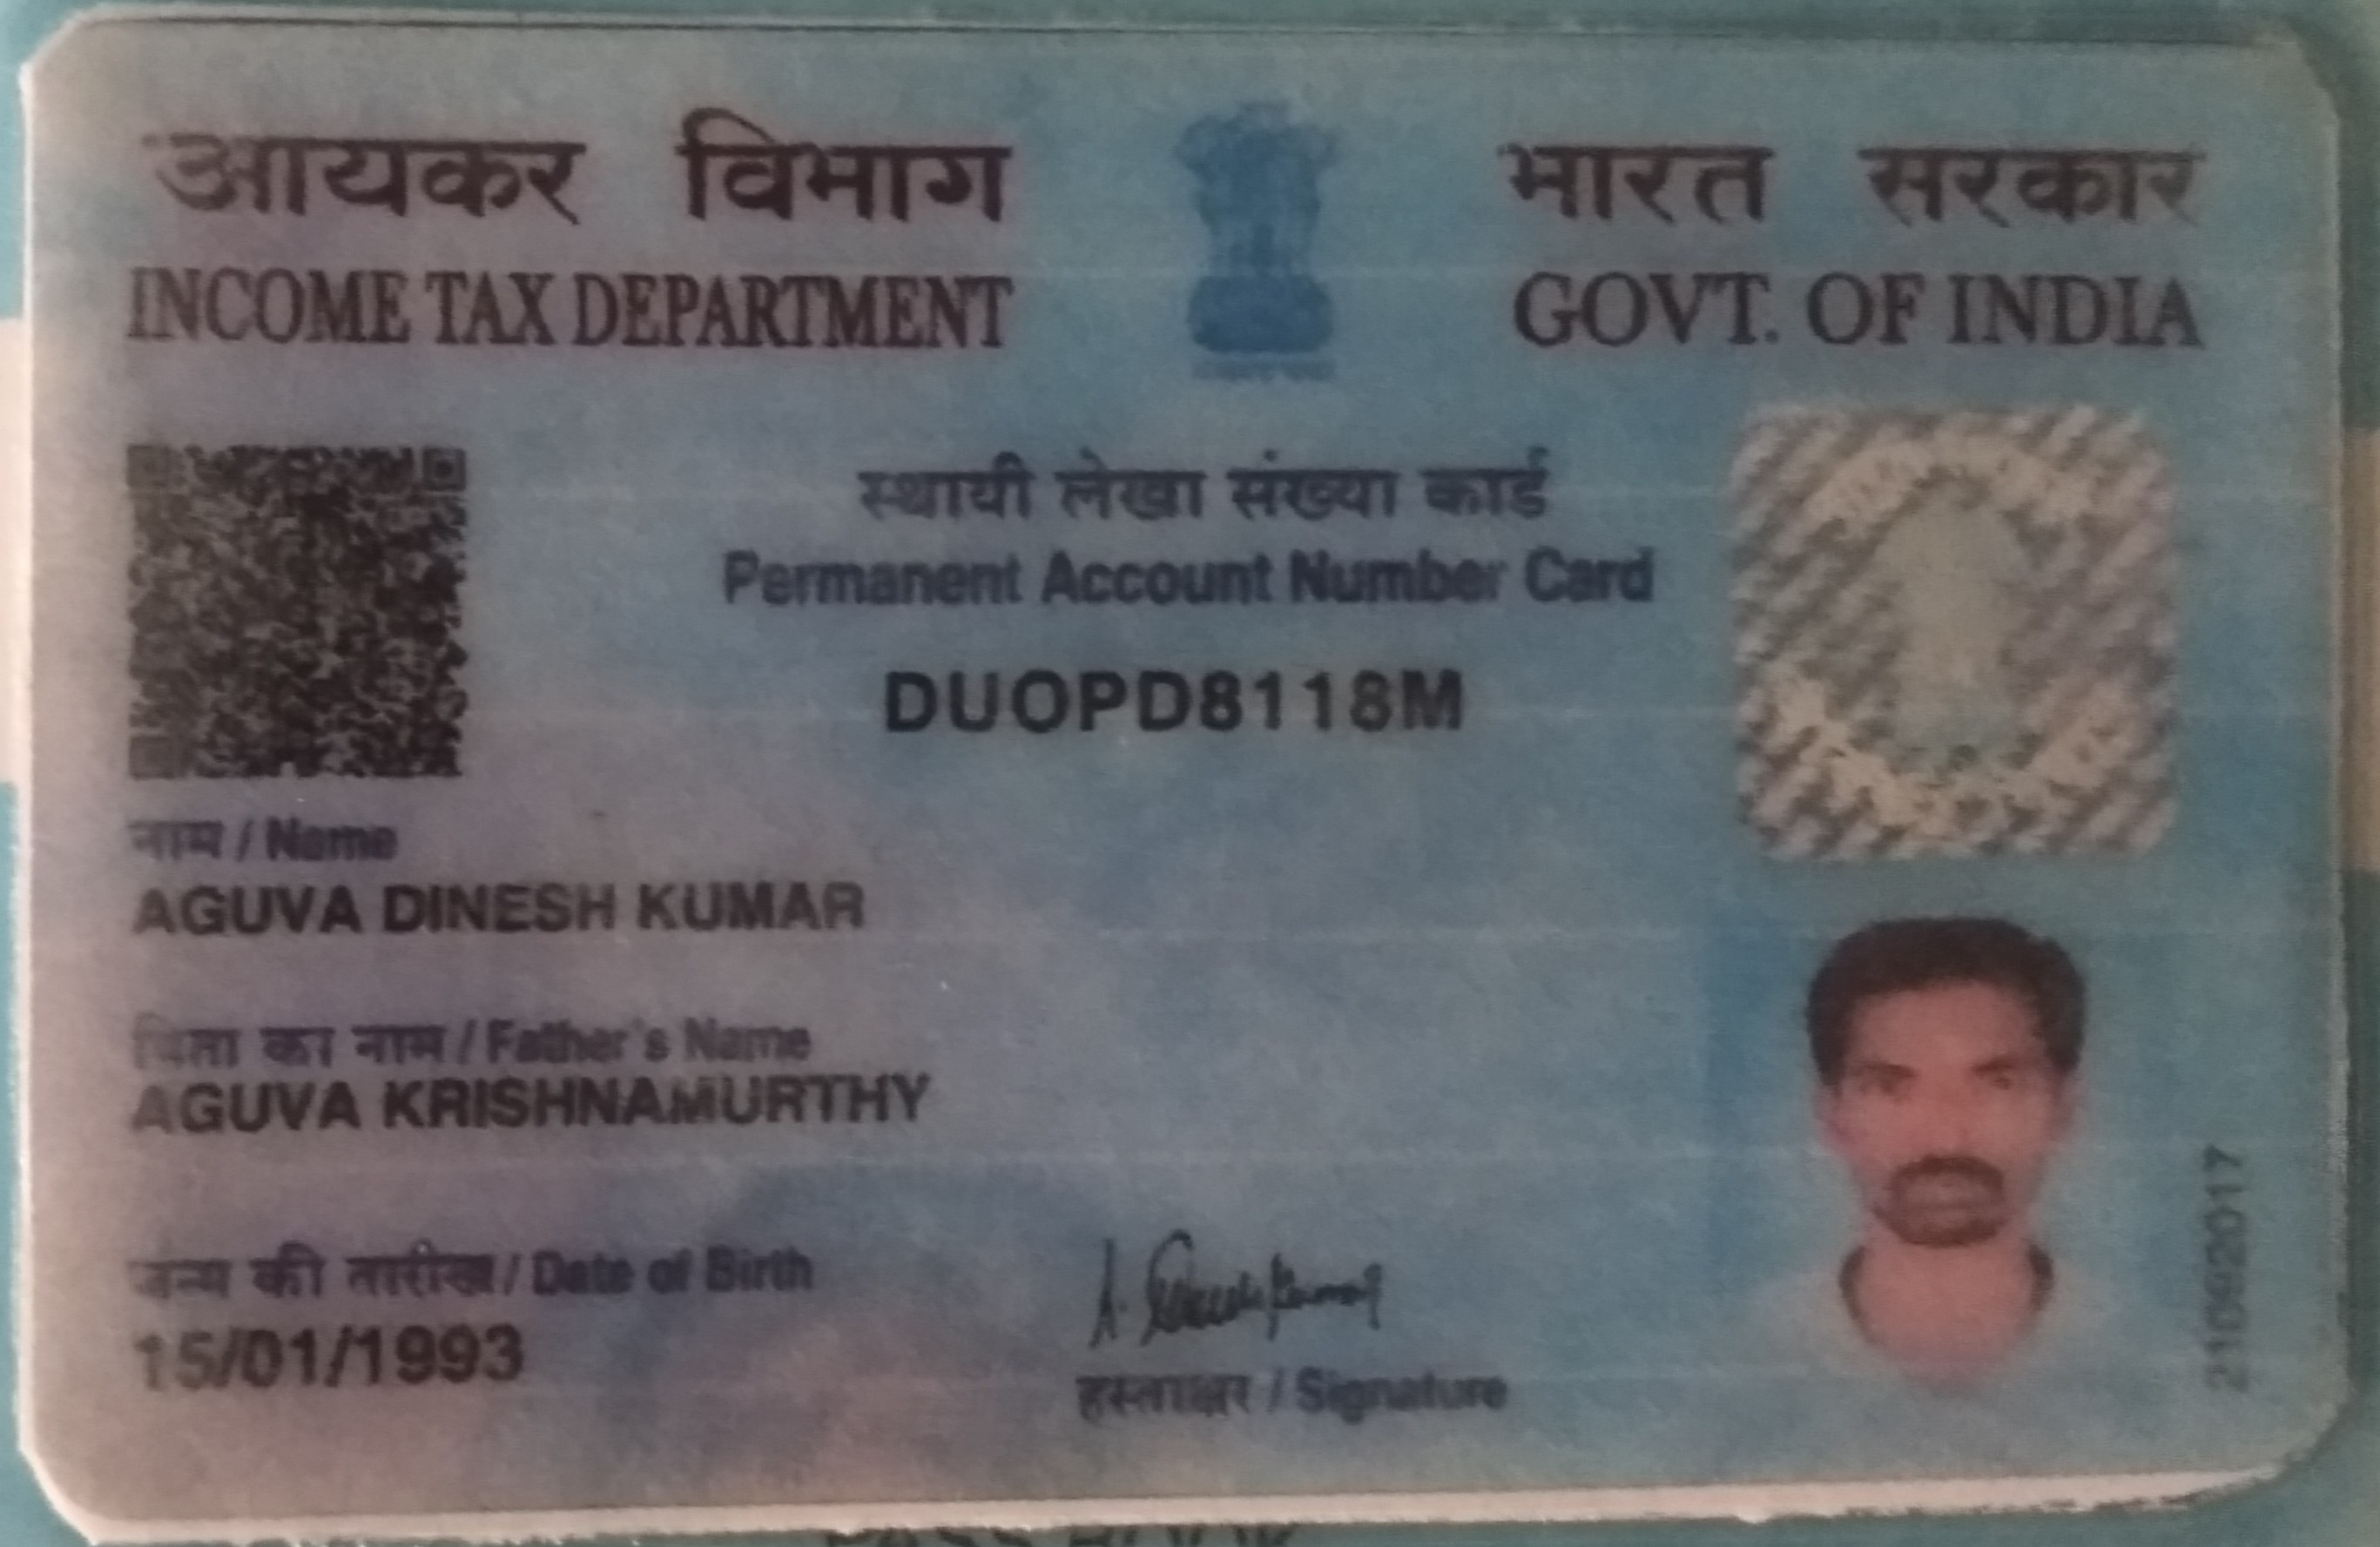 आयकर विभाग
INCOME TAX DEPARTMENT
भारत सरकार
GOVT. OF INDIA
स्थायी लेखा संख्या कार्ड
Permanent Account Number Card
DUOPD8118M
नाम / Name
AGUVA DINESH KUMAR
पिता का नाम / Father's Name
AGUVA KRISHNAMURTHY
जन्म की तारीख / Date of Birth
15/01/1993
हस्ताक्षर / Signature
21092017